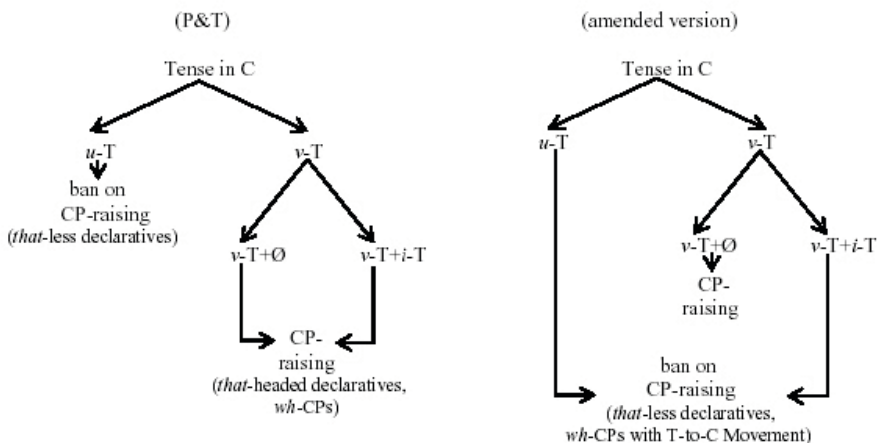 (P&T)
Tense in C
u-T
v-T
ban on
CP-raising
(that-less declaratives)
v-T+Ø
v-T+i-T
CP-
raising
(that-headed declaratives,
wh-CPs)
(amended version)
Tense in C
u-T
v-T
v-T+Ø
v-T+i-T
CP-
raising
ban on
CP-raising
(that-less declaratives,
wh-CPs with T-to-C Movement)